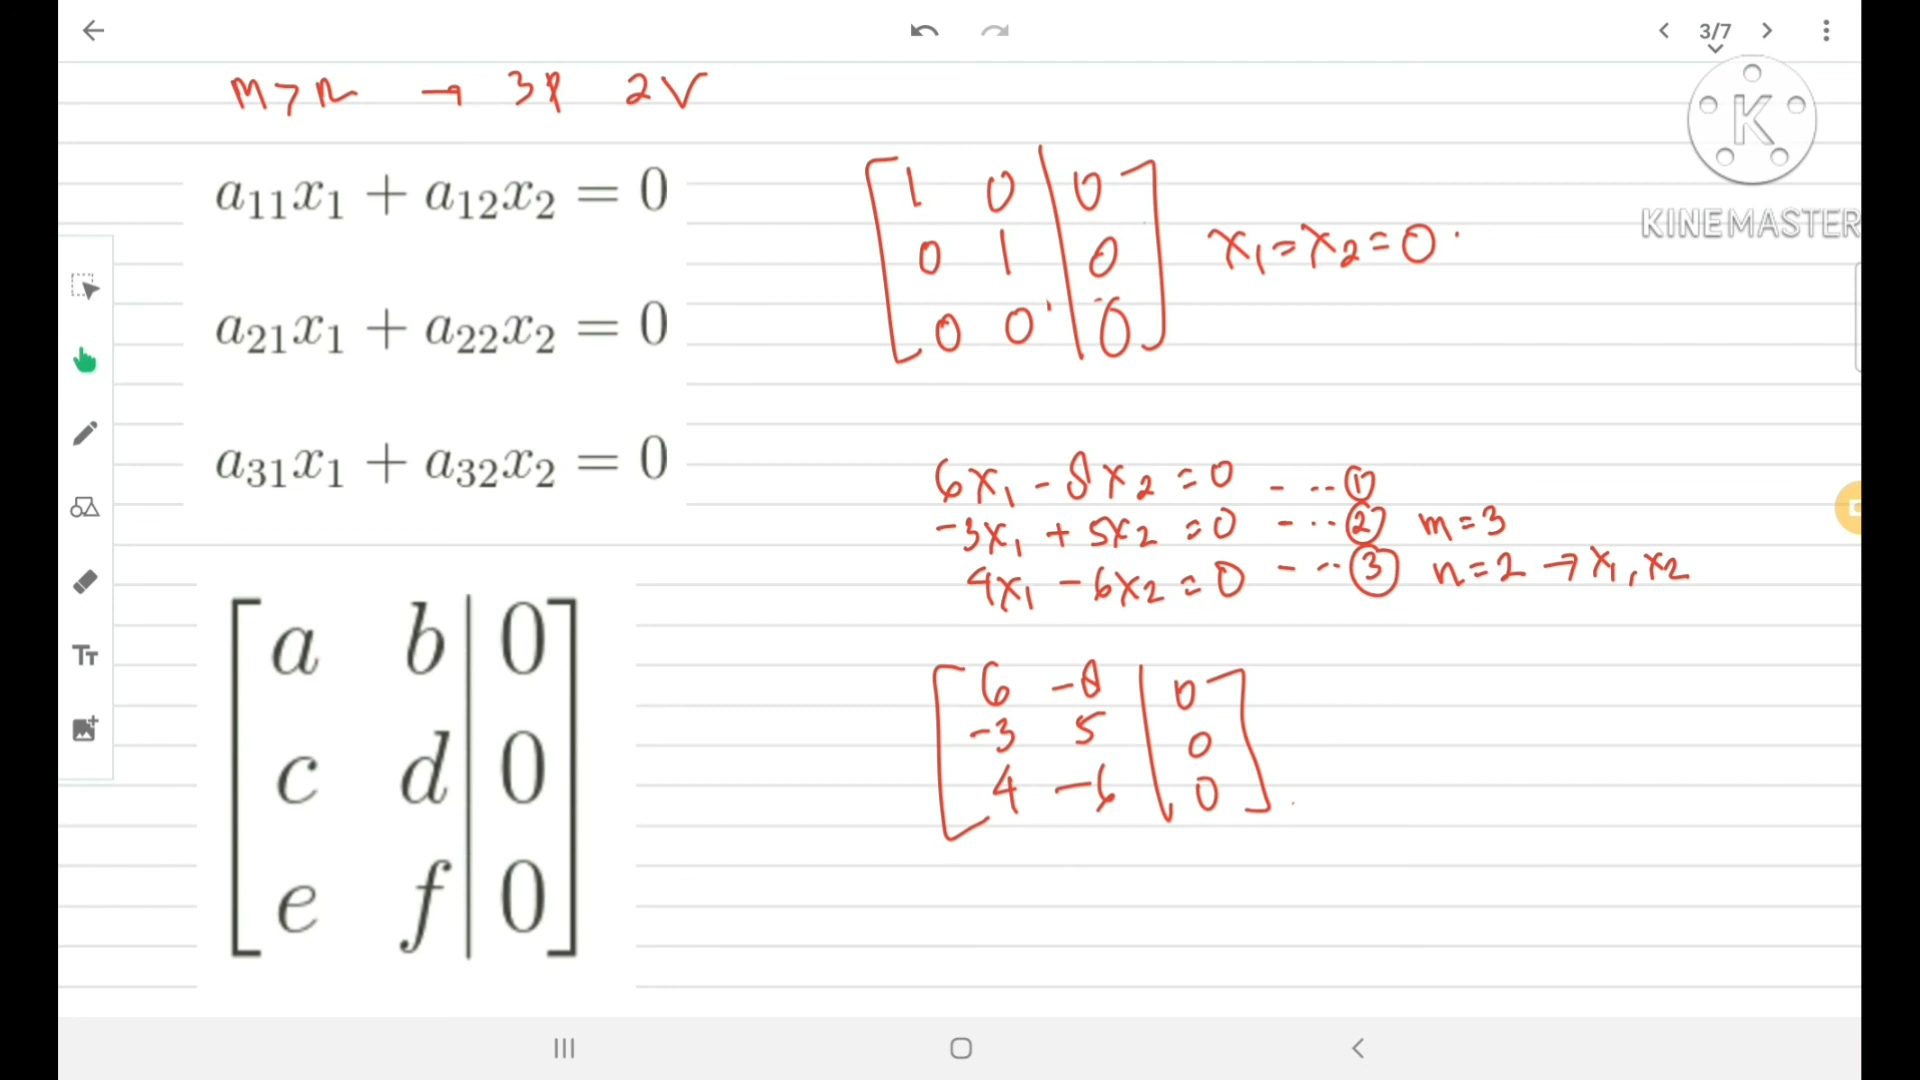 3/7
m>n → 3P 2V
K
KINEMASTER
a₁₁x₁ + a₁₂x₂ = 0
a₂₁x₁ + a₂₂x₂ = 0
a₃₁x₁ + a₃₂x₂ = 0
1 0 | 0
0 1 | 0
0 0 | 0
x₁=x₂=0
6x₁ - 8x₂ = 0 - -- ①
-3x₁ + 5x₂ = 0 - -- ② m=3
4x₁ - 6x₂ = 0 - -- ③ n=2 → x₁, x₂
a b | 0
c d | 0
e f | 0
6 -8 | 0
-3 5 | 0
4 -6 | 0
Tт